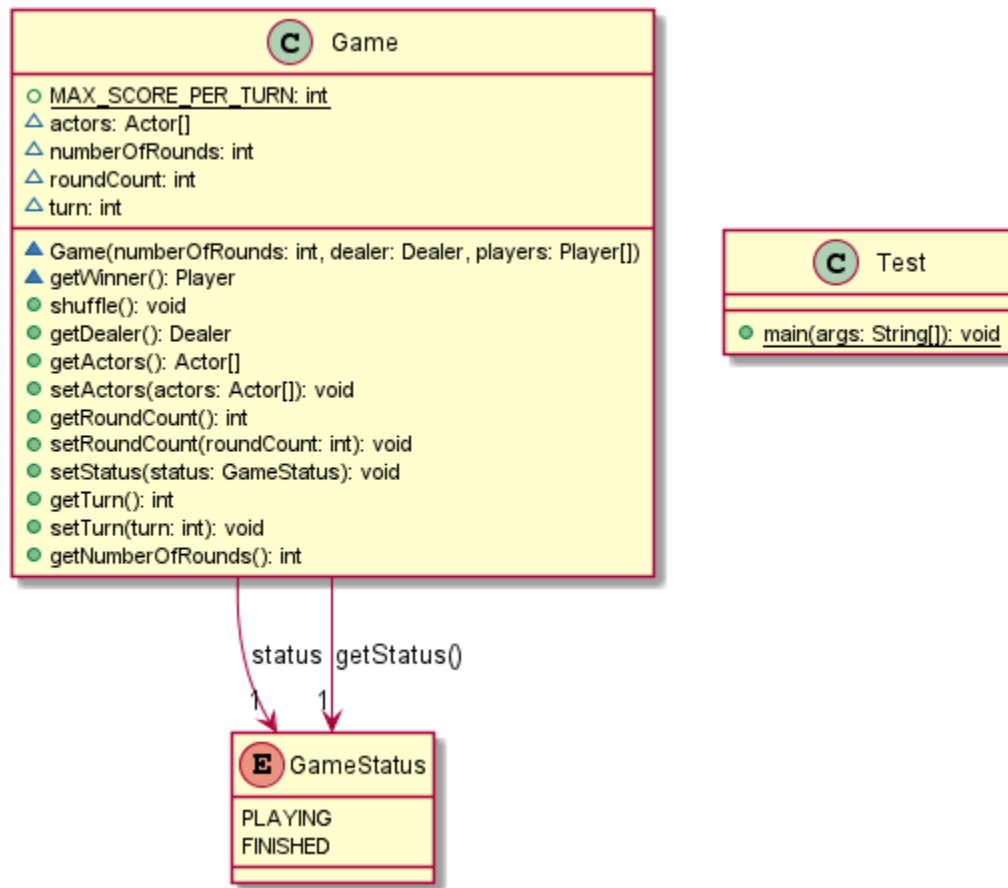 C Game
MAX_SCORE_PER_TURN: int
actors: Actor[]
numberOfRounds: int
roundCount: int
turn: int
Game(numberOfRounds: int, dealer: Dealer, players: Player[])
getWinner(): Player
shuffle(): void
getDealer(): Dealer
getActors(): Actor[]
setActors(actors: Actor[]): void
getRoundCount(): int
setRoundCount(roundCount: int): void
setStatus(status: GameStatus): void
getTurn(): int
setTurn(turn: int): void
getNumberOfRounds(): int
C Test
main(args: String[]): void
status
getStatus()
1
1
E GameStatus
PLAYING
FINISHED